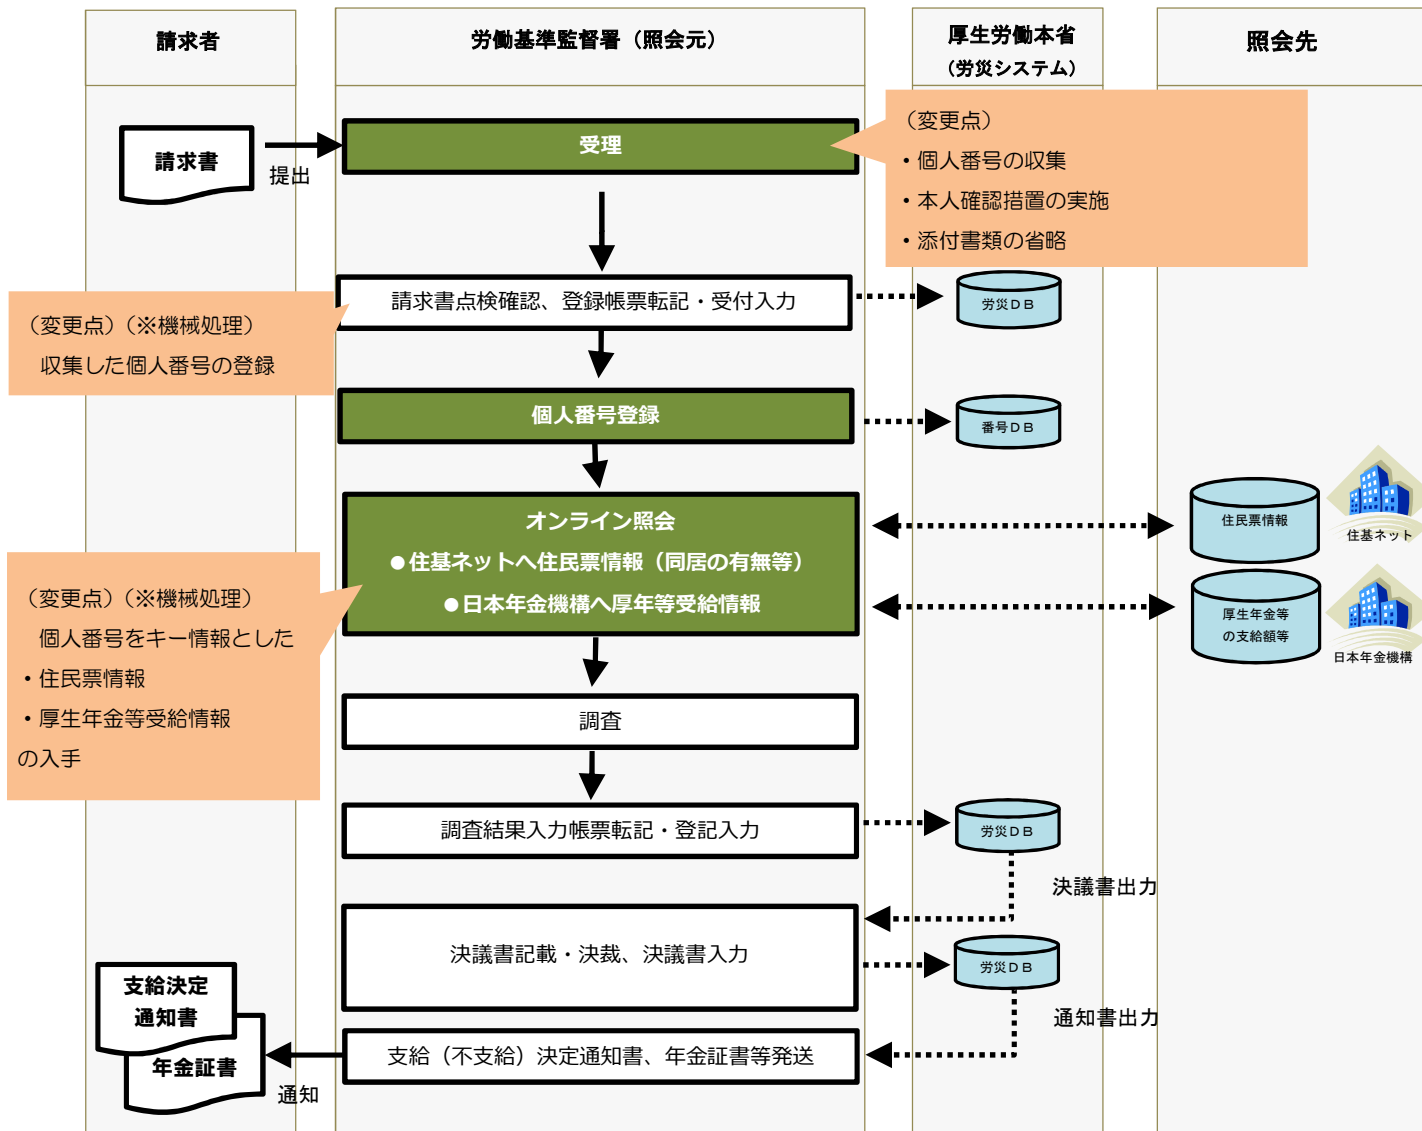 請求者
労働基準監督署（照会元）
厚生労働本省
（労災システム）
照会先
請求書
提出
受理
（変更点）
・個人番号の収集
・本人確認措置の実施
・添付書類の省略
請求書点検確認、登録帳票転記・受付入力
労災ＤＢ
（変更点）（※機械処理）
収集した個人番号の登録
個人番号登録
番号ＤＢ
オンライン照会
●住基ネットへ住民票情報（同居の有無等）
●日本年金機構へ厚年等受給情報
住民票情報
住基ネット
厚生年金等
の支給額等
日本年金機構
（変更点）（※機械処理）
個人番号をキー情報とした
・住民票情報
・厚生年金等受給情報
の入手
調査
調査結果入力帳票転記・登記入力
労災ＤＢ
決議書出力
決議書記載・決裁、決議書入力
労災ＤＢ
通知書出力
支給決定
通知書
年金証書
通知
支給（不支給）決定通知書、年金証書等発送